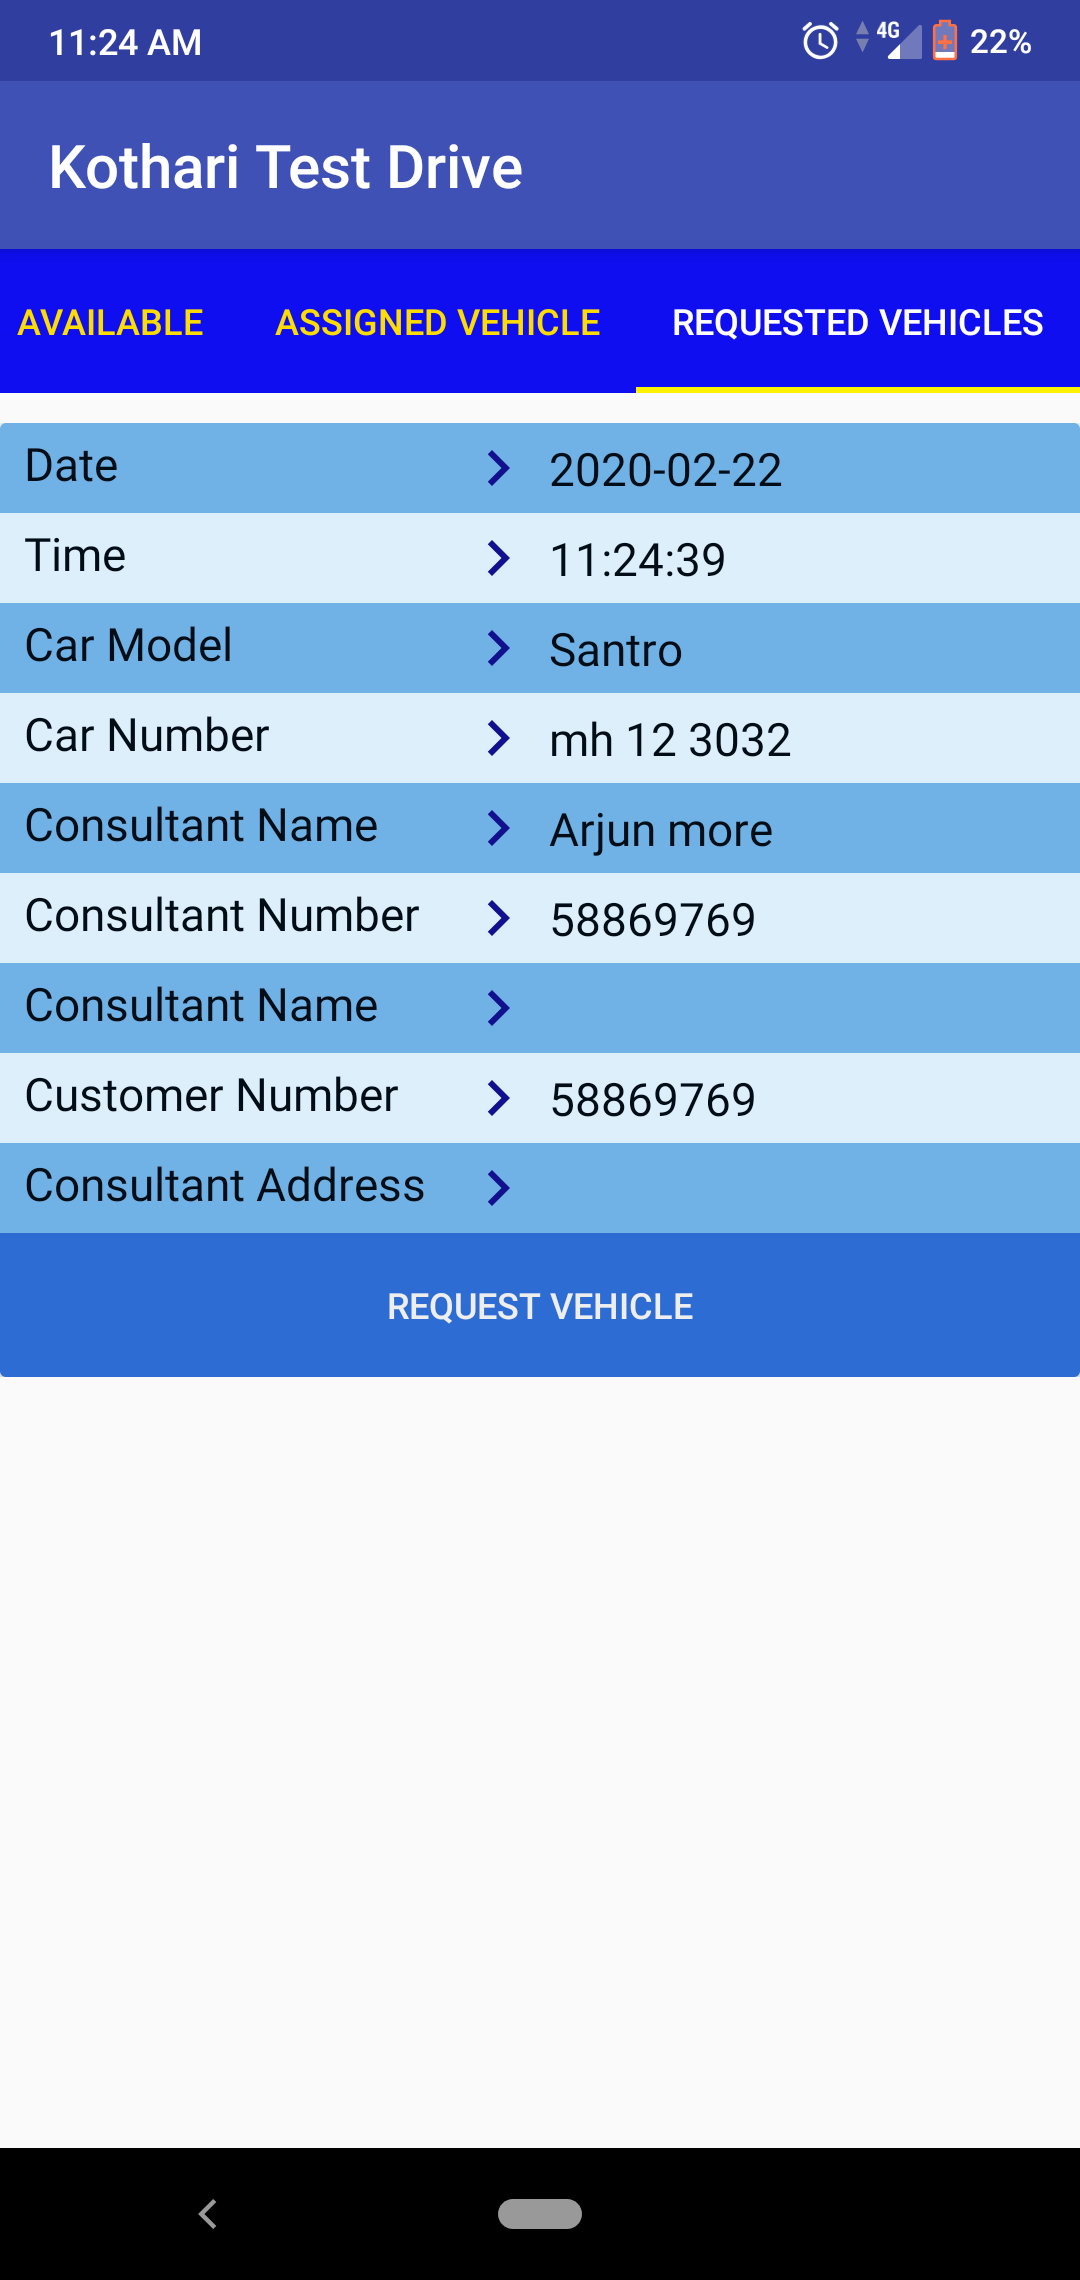 11:24 AM 4G 22%
Kothari Test Drive
AVAILABLE ASSIGNED VEHICLE REQUESTED VEHICLES
Date 2020-02-22
Time 11:24:39
Car Model Santro
Car Number mh 12 3032
Consultant Name Arjun more
Consultant Number 58869769
Consultant Name
Customer Number 58869769
Consultant Address
REQUEST VEHICLE